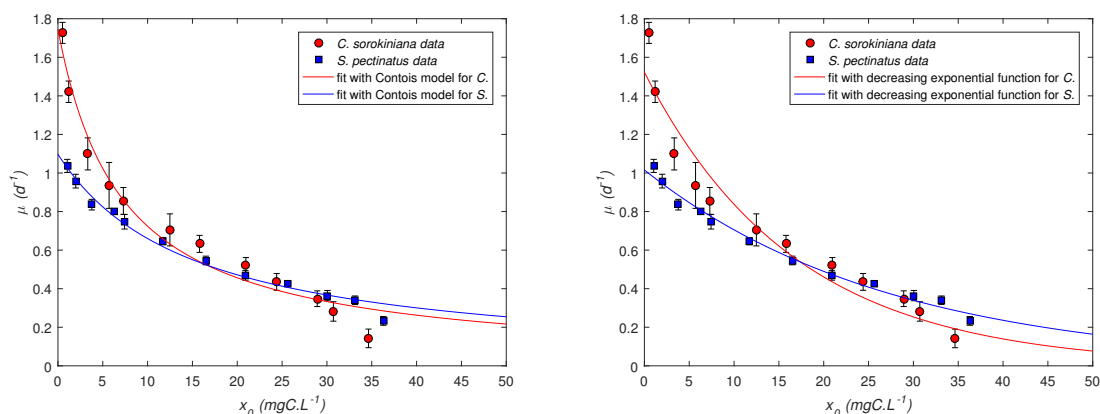 1.8
1.6
1.4
1.2
1
0.8
0.6
0.4
0.2
0
μ (d⁻¹)
C. sorokiniana data
S. pectinatus data
fit with Contois model for C.
fit with Contois model for S.
0 5 10 15 20 25 30 35 40 45 50
x₀ (mgC.L⁻¹)
1.8
1.6
1.4
1.2
1
0.8
0.6
0.4
0.2
0
μ (d⁻¹)
C. sorokiniana data
S. pectinatus data
fit with decreasing exponential function for C.
fit with decreasing exponential function for S.
0 5 10 15 20 25 30 35 40 45 50
x₀ (mgC.L⁻¹)